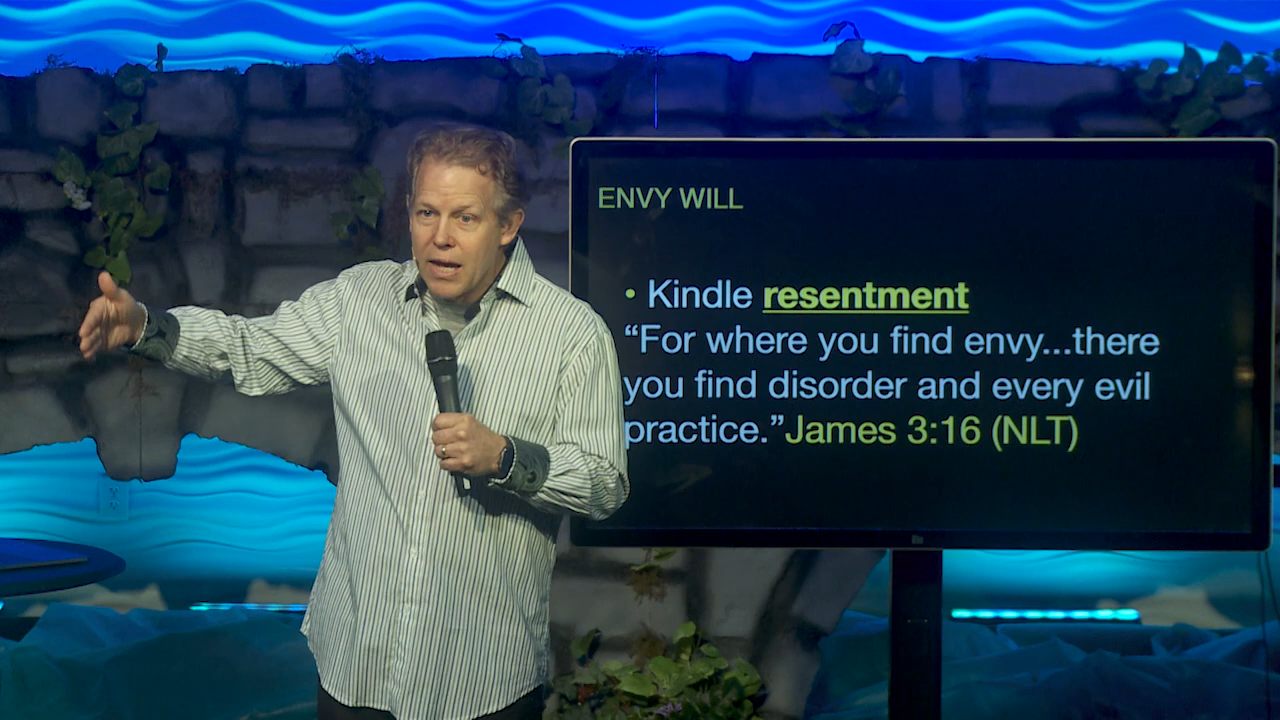 ENVY WILL
• Kindle resentment
“For where you find envy...there
you find disorder and every evil
practice.”James 3:16 (NLT)